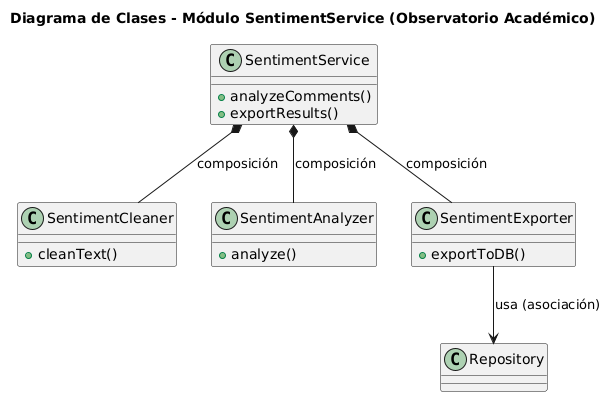 Diagrama de Clases - Módulo SentimentService (Observatorio Académico)
C SentimentService
analyzeComments()
exportResults()
composición
composición
composición
C SentimentCleaner
cleanText()
C SentimentAnalyzer
analyze()
C SentimentExporter
exportToDB()
usa (asociación)
C Repository